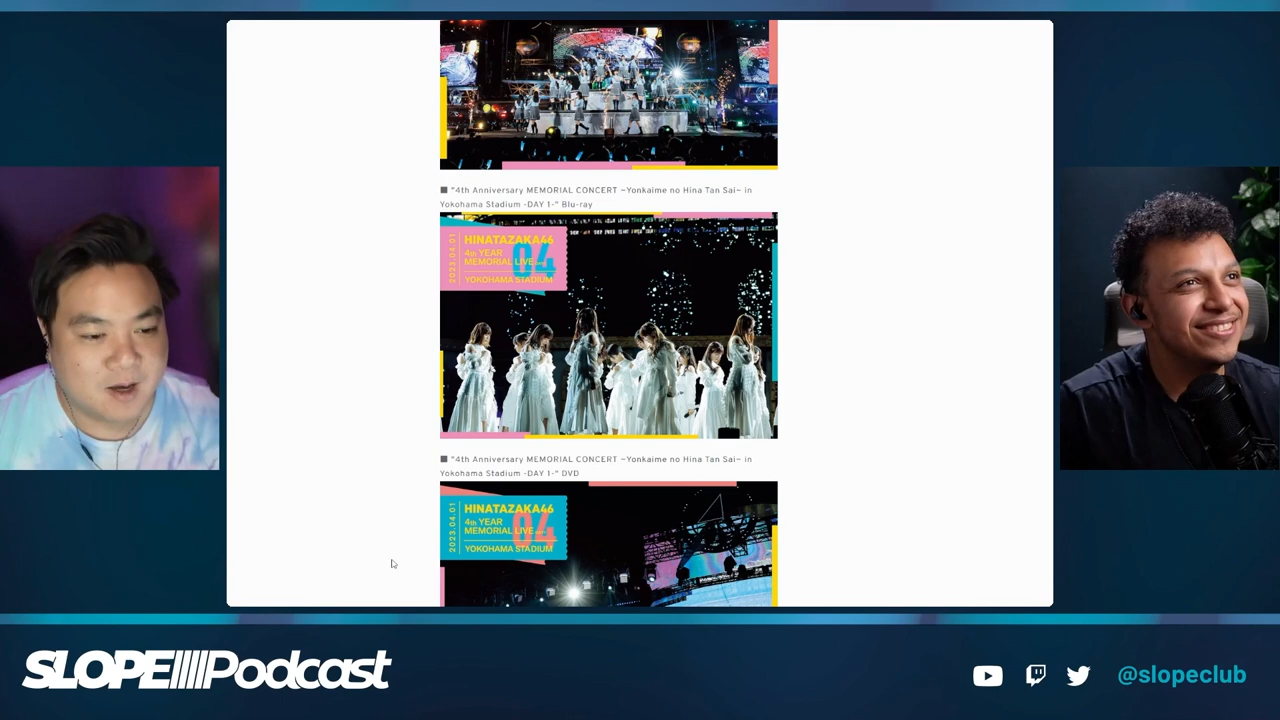 ■ "4th Anniversary MEMORIAL CONCERT ~Yonkaime no Hina Tan Sai~ in
Yokohama Stadium -DAY 1-" Blu-ray
2023.04.01
HINATAZAKA46
4th YEAR
MEMORIAL LIVE
04
YOKOHAMA STADIUM
■ "4th Anniversary MEMORIAL CONCERT ~Yonkaime no Hina Tan Sai~ in
Yokohama Stadium -DAY 1-" DVD
2023.04.01
HINATAZAKA46
4th YEAR
MEMORIAL LIVE
04
YOKOHAMA STADIUM
SLOPE Podcast
@slopeclub